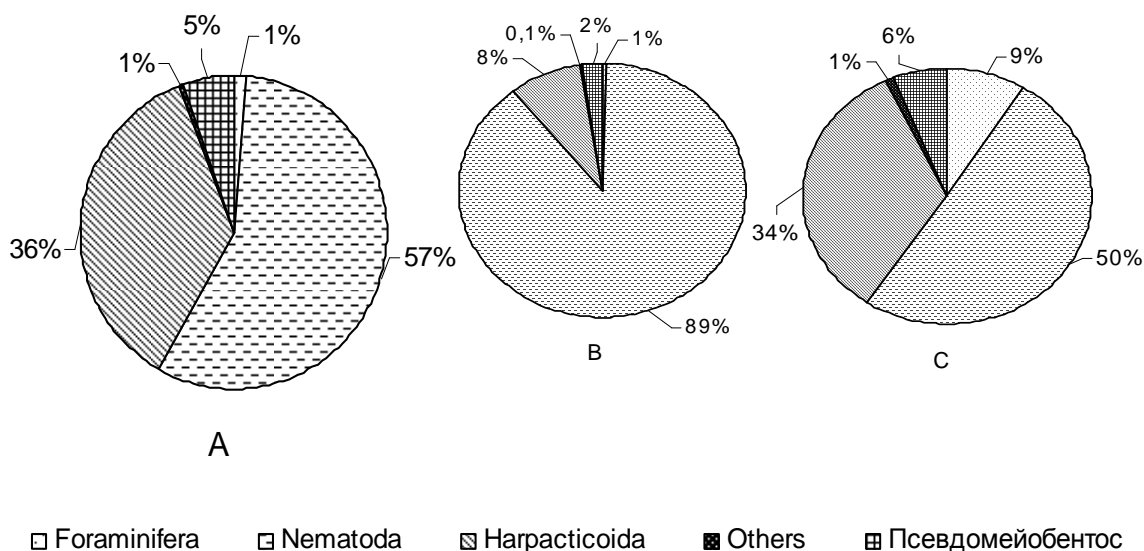 5% 1%
1%
36%
57%
A
0,1% 2% 1%
8%
89%
B
6% 9%
1%
34%
50%
C
Foraminifera Nematoda Harpacticoida Others Псевдомейобентос